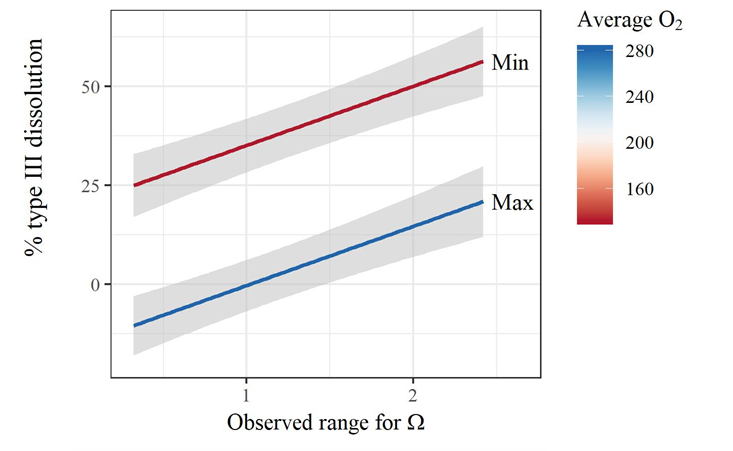 Average O₂
% type III dissolution
50
25
0
Min
Max
280
240
200
160
1
2
Observed range for Ω